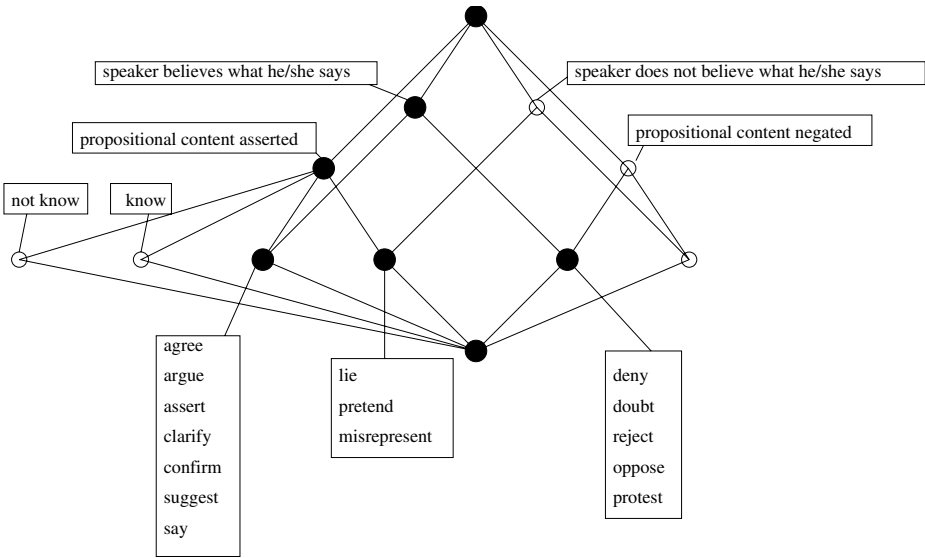 speaker believes what he/she says
speaker does not believe what he/she says
propositional content asserted
propositional content negated
not know
know
agree
argue
assert
clarify
confirm
suggest
say
lie
pretend
misrepresent
deny
doubt
reject
oppose
protest